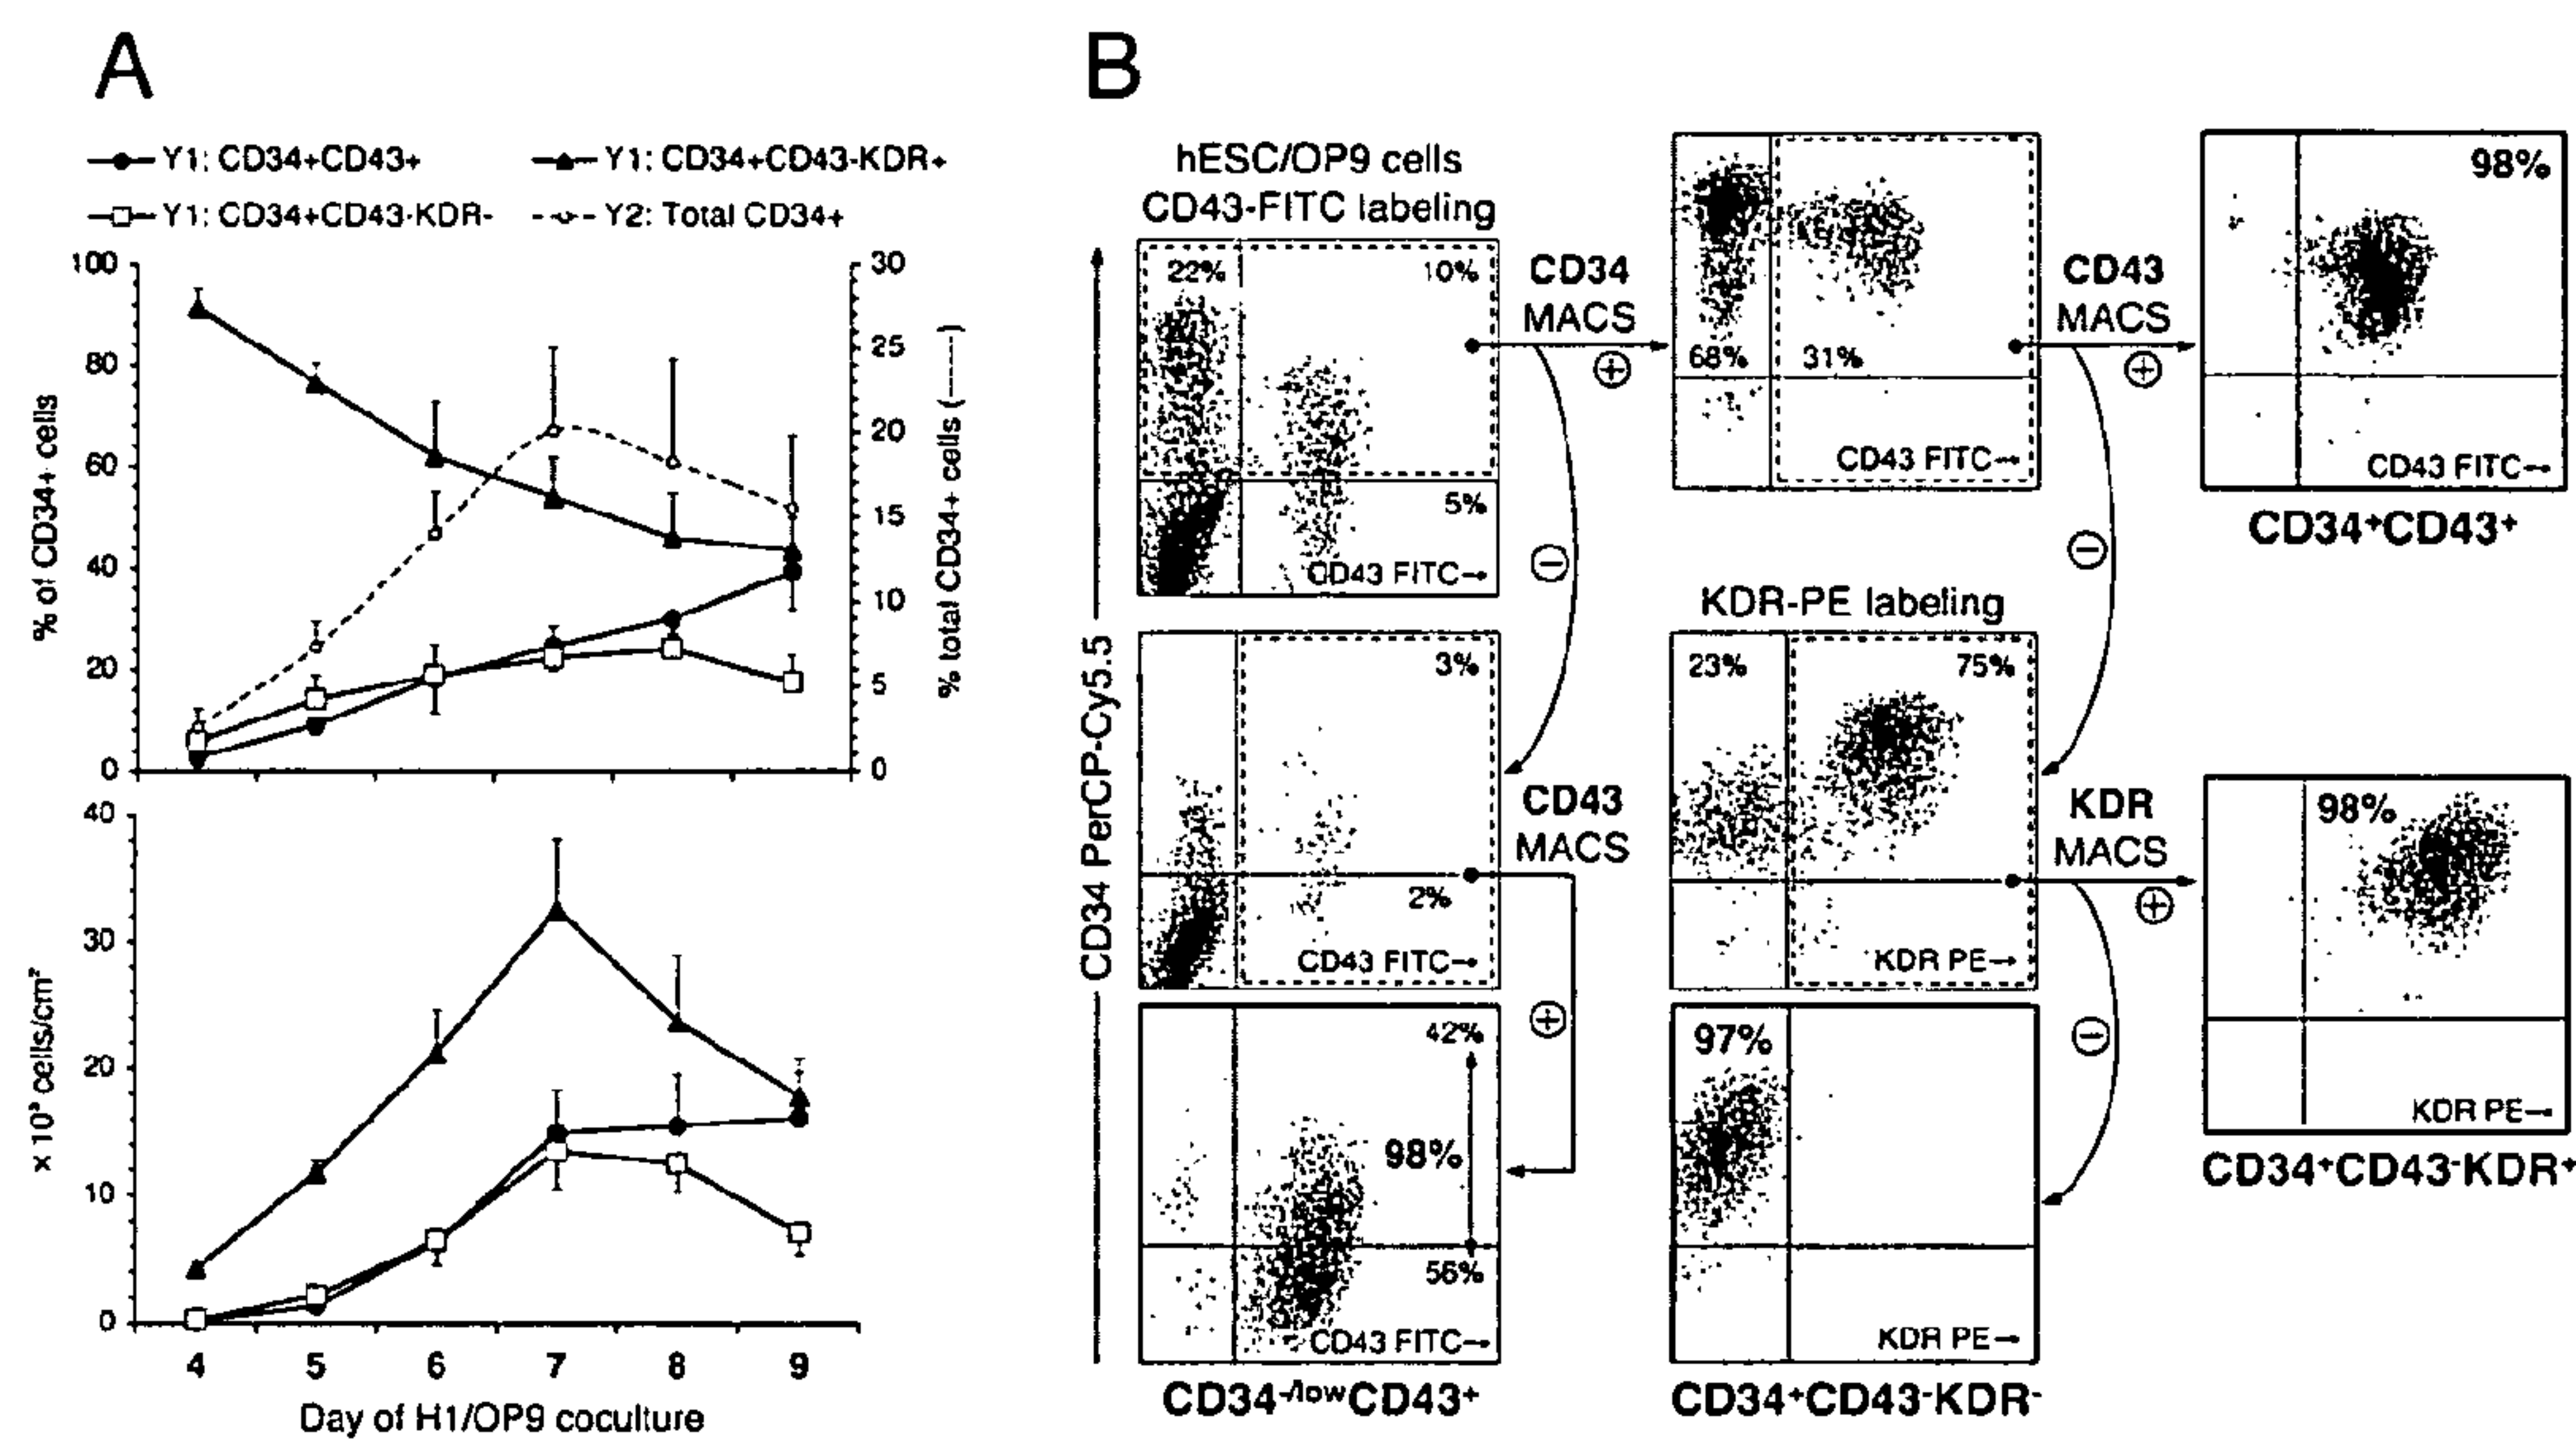 A
Y1: CD34+CD43+
Y1: CD34+CD43-KDR+
Y1: CD34+CD43-KDR-
Y2: Total CD34+
100
80
60
40
20
0
% of CD34+ cells
30
25
20
15
10
5
0
% total CD34+ cells (-----)
40
30
20
10
0
x 10³ cells/cm²
4 5 6 7 8 9
Day of H1/OP9 coculture
B
hESC/OP9 cells
CD43-FITC labeling
CD34 PerCP-Cy5.5
22% 10%
5%
CD43 FITC→
CD34
MACS
+
−
68% 31%
CD43 FITC→
CD43
MACS
+
−
98%
CD43 FITC→
CD34⁺CD43⁺
3%
2%
CD43 FITC→
CD43
MACS
+
KDR-PE labeling
23% 75%
KDR PE→
KDR
MACS
+
−
98%
KDR PE→
CD34⁺CD43⁻KDR⁺
42%
98%
56%
CD43 FITC→
CD34⁻/ˡᵒʷCD43⁺
97%
KDR PE→
CD34⁺CD43⁻KDR⁻